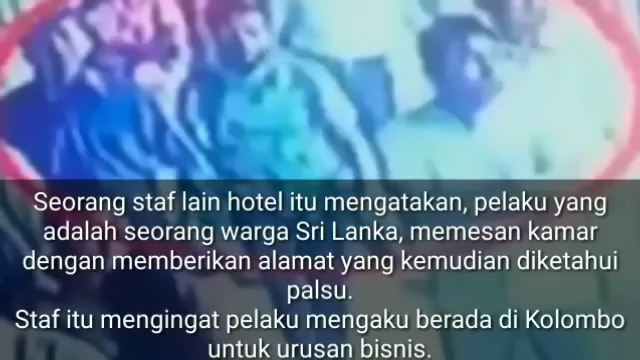 Seorang staf lain hotel itu mengatakan, pelaku yang
adalah seorang warga Sri Lanka, memesan kamar
dengan memberikan alamat yang kemudian diketahui
palsu.
Staf itu mengingat pelaku mengaku berada di Kolombo
untuk urusan bisnis.